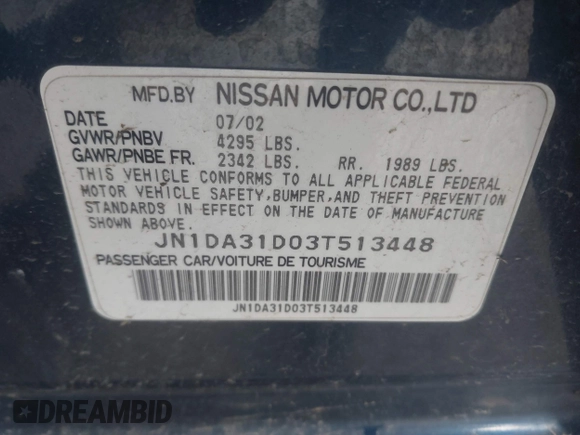 MFD.BY NISSAN MOTOR CO.,LTD
DATE 07/02
GVWR/PNBV 4295 LBS.
GAWR/PNBE FR. 2342 LBS. RR. 1989 LBS.
THIS VEHICLE CONFORMS TO ALL APPLICABLE FEDERAL
MOTOR VEHICLE SAFETY,BUMPER,AND THEFT PREVENTION
STANDARDS IN EFFECT ON THE DATE OF MANUFACTURE
SHOWN ABOVE.
JN1DA31D03T513448
PASSENGER CAR/VOITURE DE TOURISME
JN1DA31D03T513448
DREAMBID